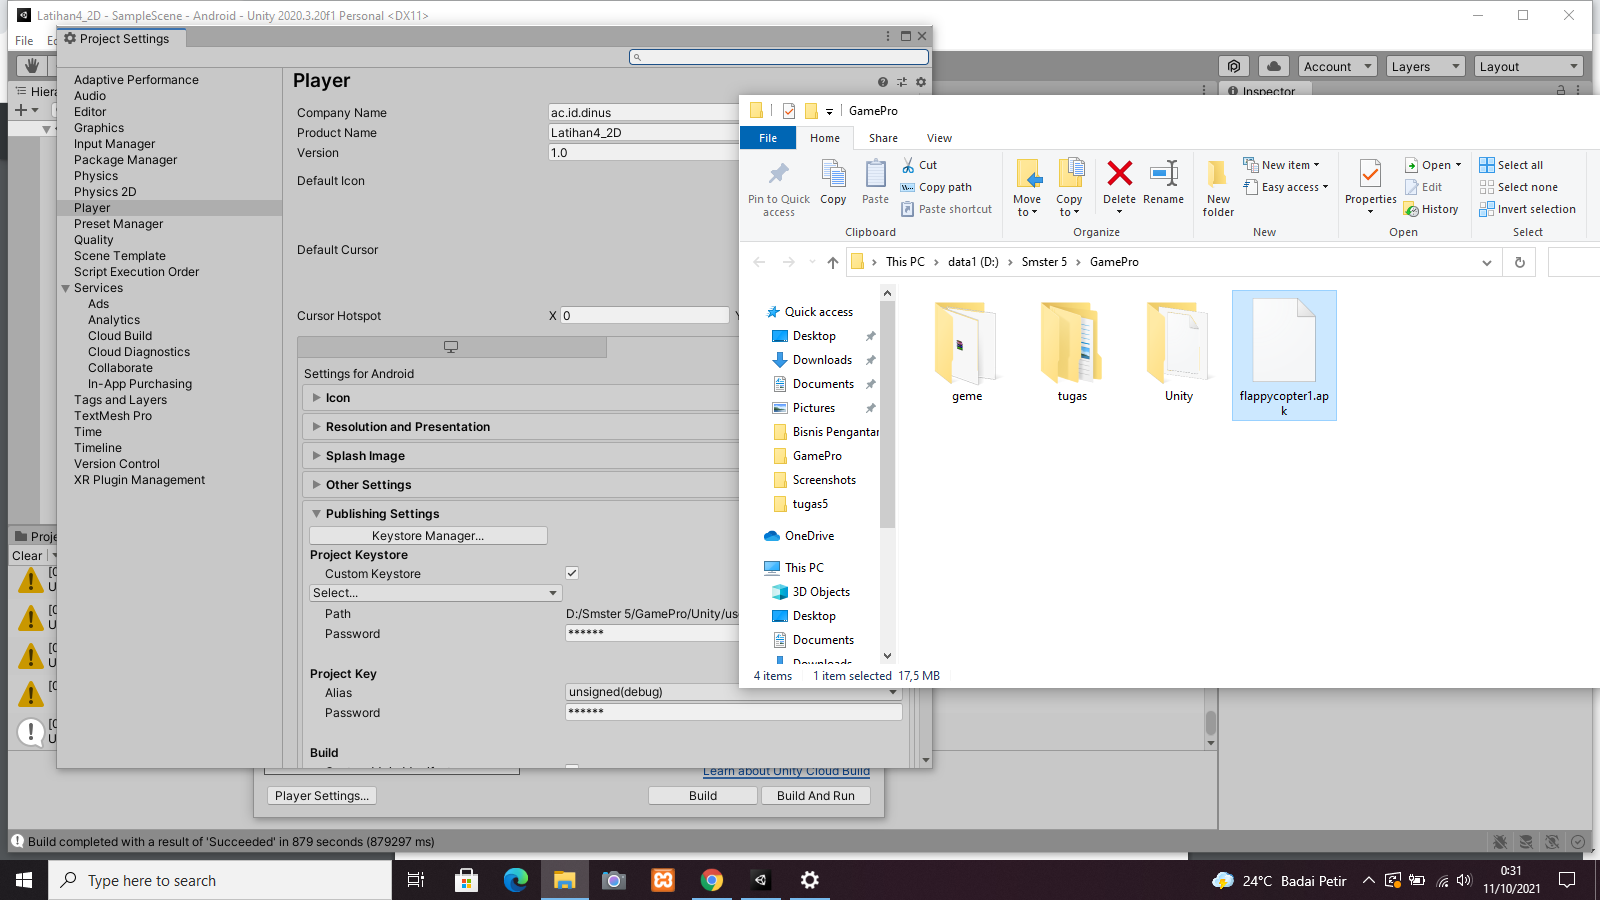 Latihan4_2D - SampleScene - Android - Unity 2020.3.20f1 Personal <DX11>
File
Project Settings
Account
Layers
Layout
Hiera
Inspector
Adaptive Performance
Audio
Editor
Graphics
Input Manager
Package Manager
Physics
Physics 2D
Player
Preset Manager
Quality
Scene Template
Script Execution Order
Services
Ads
Analytics
Cloud Build
Cloud Diagnostics
Collaborate
In-App Purchasing
Tags and Layers
TextMesh Pro
Time
Timeline
Version Control
XR Plugin Management
Player
Company Name
ac.id.dinus
Product Name
Latihan4_2D
Version
1.0
Default Icon
Default Cursor
Cursor Hotspot
X 0
Settings for Android
Icon
Resolution and Presentation
Splash Image
Other Settings
Publishing Settings
Keystore Manager...
Project Keystore
Custom Keystore
Select...
Path
D:/Smster 5/GamePro/Unity/us
Password
******
Project Key
Alias
unsigned(debug)
Password
******
Build
Proje
Clear
Learn about Unity Cloud Build
Player Settings...
Build
Build And Run
Build completed with a result of 'Succeeded' in 879 seconds (879297 ms)
GamePro
File
Home
Share
View
Pin to Quick access
Copy
Paste
Cut
Copy path
Paste shortcut
Clipboard
Move to
Copy to
Delete
Rename
Organize
New folder
New item
Easy access
New
Properties
Open
Edit
History
Open
Select all
Select none
Invert selection
Select
This PC > data1 (D:) > Smster 5 > GamePro
Quick access
Desktop
Downloads
Documents
Pictures
Bisnis Pengantar
GamePro
Screenshots
tugas5
OneDrive
This PC
3D Objects
Desktop
Documents
Downloads
geme
tugas
Unity
flappycopter1.ap
k
4 items
1 item selected 17,5 MB
Type here to search
24°C Badai Petir
0:31
11/10/2021